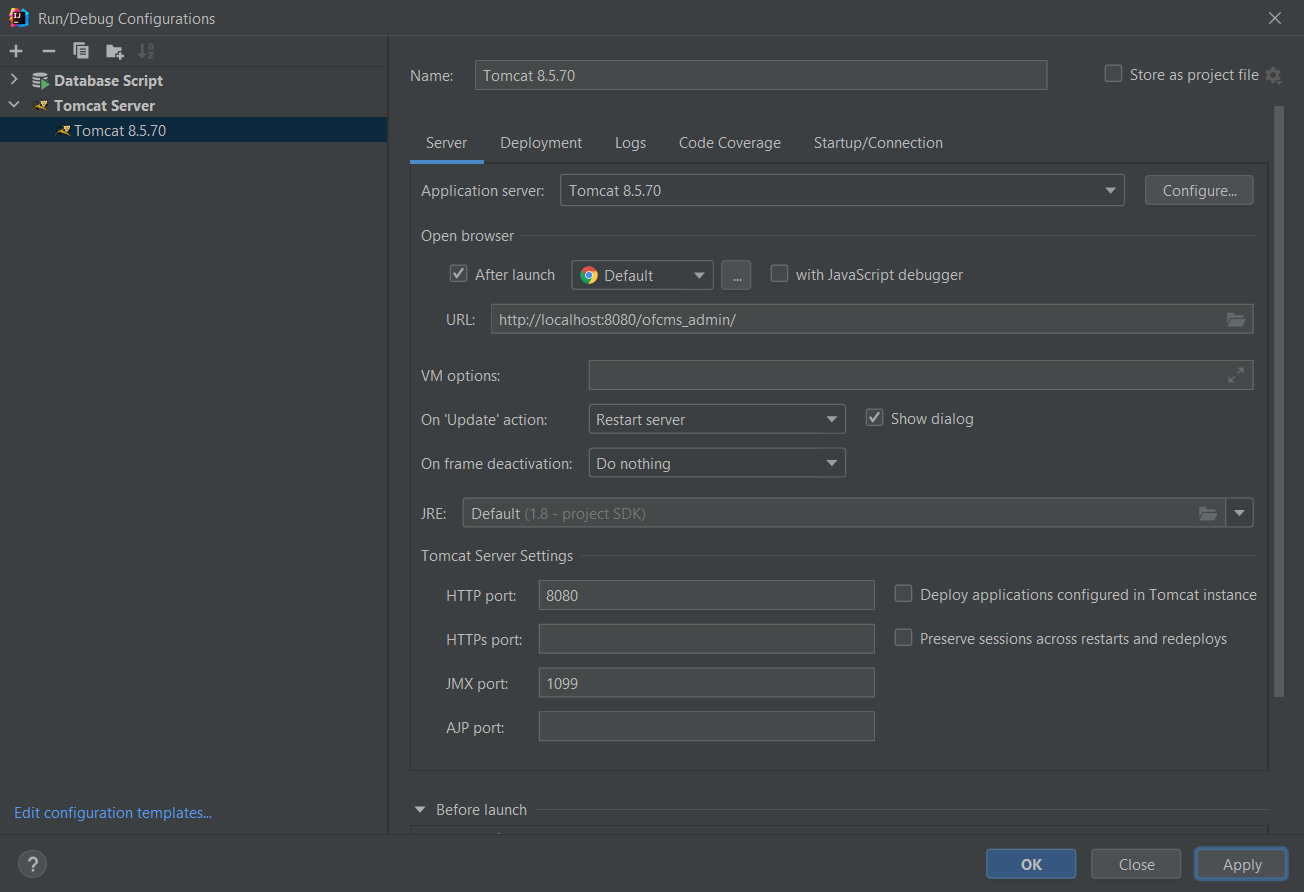 Run/Debug Configurations
Database Script
Tomcat Server
Tomcat 8.5.70
Edit configuration templates...
Name: Tomcat 8.5.70 Store as project file
Server Deployment Logs Code Coverage Startup/Connection
Application server: Tomcat 8.5.70 Configure...
Open browser
After launch Default ... with JavaScript debugger
URL: http://localhost:8080/ofcms_admin/
VM options:
On 'Update' action: Restart server Show dialog
On frame deactivation: Do nothing
JRE: Default (1.8 - project SDK)
Tomcat Server Settings
HTTP port: 8080 Deploy applications configured in Tomcat instance
HTTPs port: Preserve sessions across restarts and redeploys
JMX port: 1099
AJP port:
Before launch
? OK Close Apply